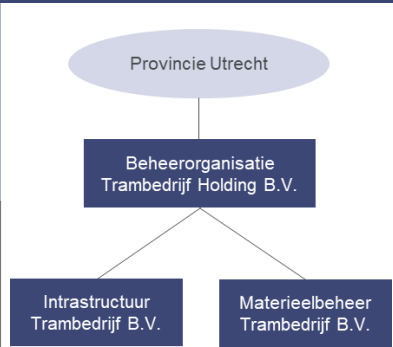 Provincie Utrecht
Beheerorganisatie
Trambedrijf Holding B.V.
Intrastructuur
Trambedrijf B.V.
Materieelbeheer
Trambedrijf B.V.